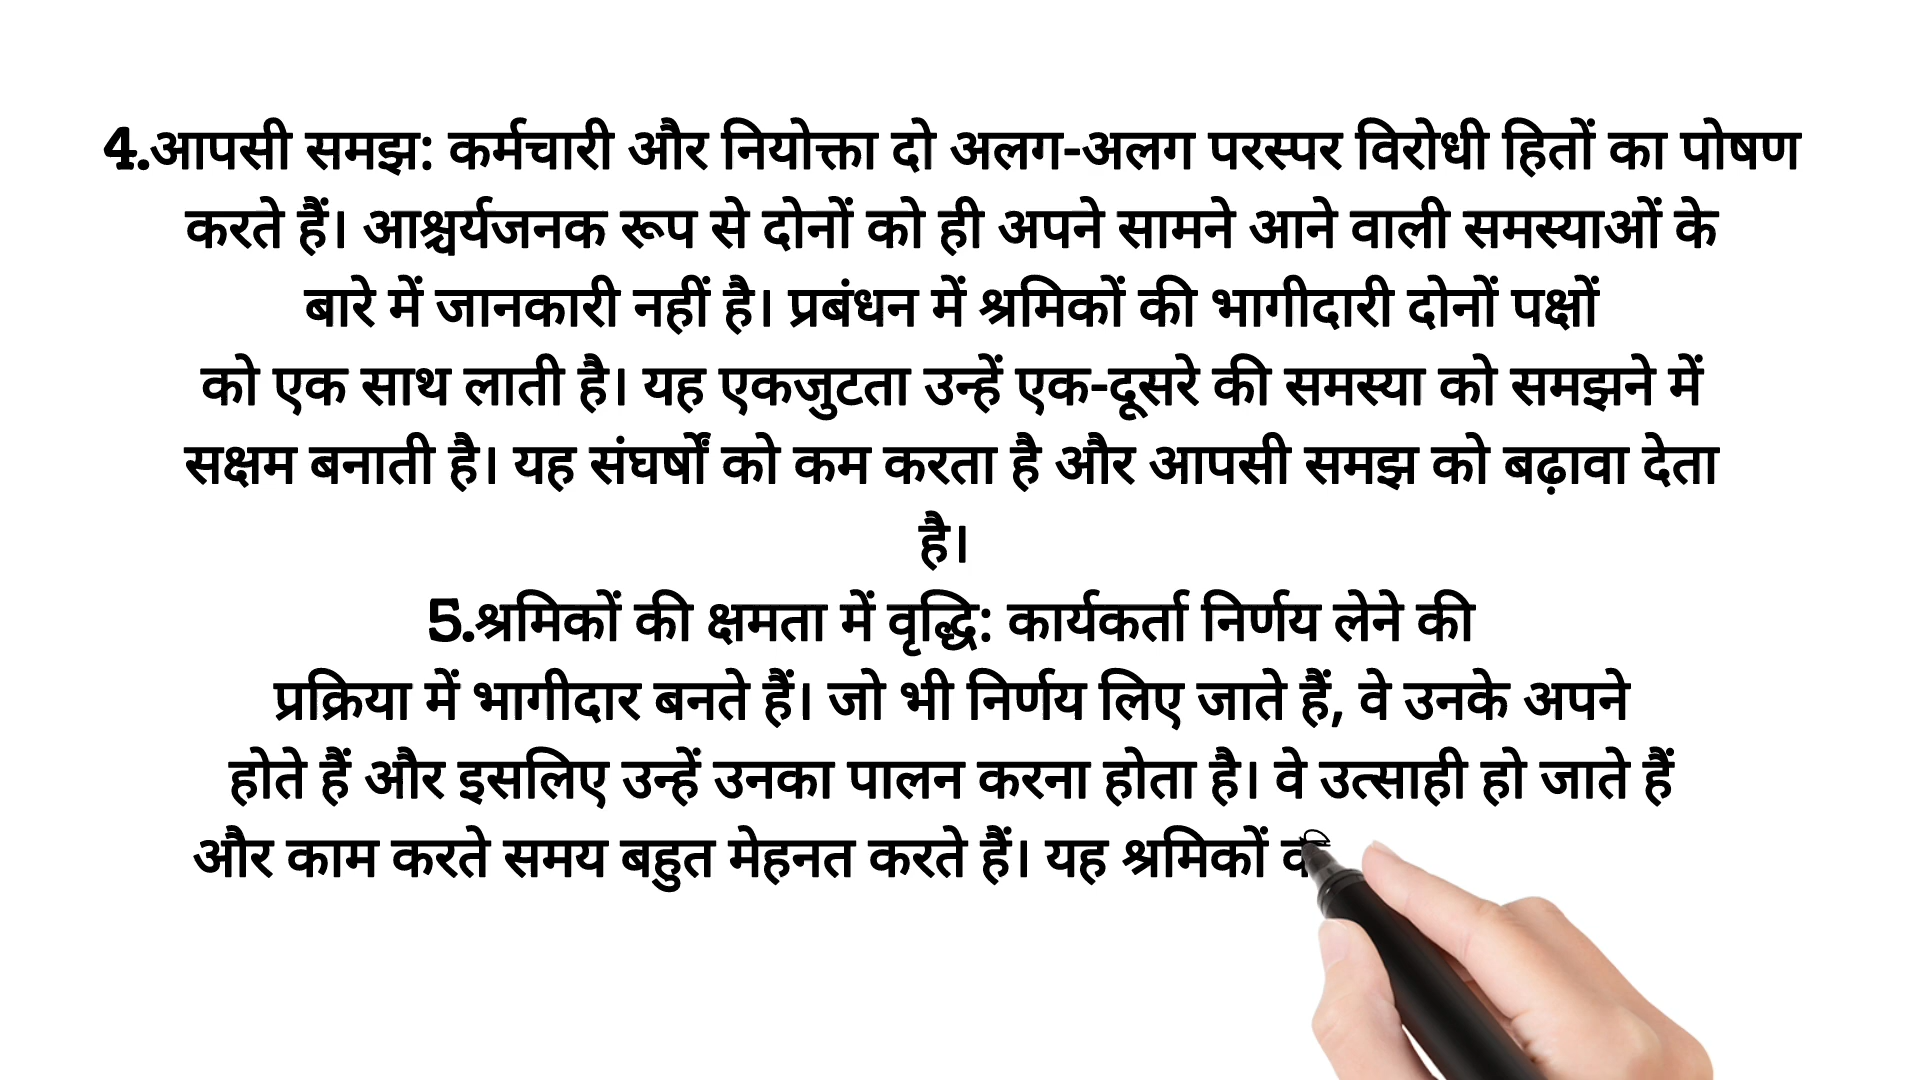 4.आपसी समझ: कर्मचारी और नियोक्ता दो अलग-अलग परस्पर विरोधी हितों का पोषण
करते हैं। आश्चर्यजनक रूप से दोनों को ही अपने सामने आने वाली समस्याओं के
बारे में जानकारी नहीं है। प्रबंधन में श्रमिकों की भागीदारी दोनों पक्षों
को एक साथ लाती है। यह एकजुटता उन्हें एक-दूसरे की समस्या को समझने में
सक्षम बनाती है। यह संघर्षों को कम करता है और आपसी समझ को बढ़ावा देता
है।
5.श्रमिकों की क्षमता में वृद्धि: कार्यकर्ता निर्णय लेने की
प्रक्रिया में भागीदार बनते हैं। जो भी निर्णय लिए जाते हैं, वे उनके अपने
होते हैं और इसलिए उन्हें उनका पालन करना होता है। वे उत्साही हो जाते हैं
और काम करते समय बहुत मेहनत करते हैं। यह श्रमिकों